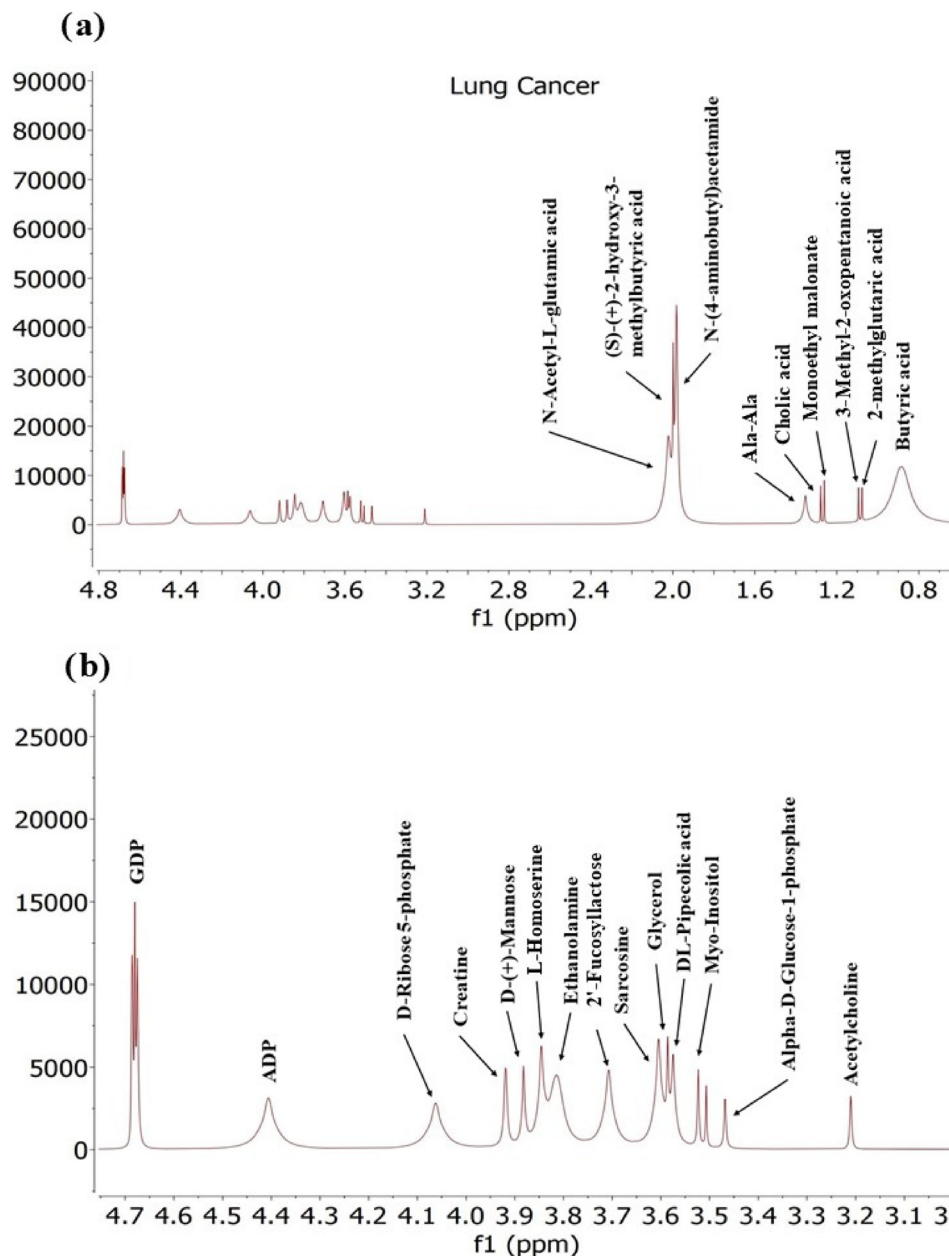 (a)
Lung Cancer
90000
80000
70000
60000
50000
40000
30000
20000
10000
0
N-Acetyl-L-glutamic acid
(S)-(+)-2-hydroxy-3-
methylbutyric acid
N-(4-aminobutyl)acetamide
Ala-Ala
Cholic acid
Monoethyl malonate
3-Methyl-2-oxopentanoic acid
2-methylglutaric acid
Butyric acid
4.8 4.4 4.0 3.6 3.2 2.8 2.4 2.0 1.6 1.2 0.8
f1 (ppm)
(b)
25000
20000
15000
10000
5000
0
GDP
ADP
D-Ribose 5-phosphate
Creatine
D-(+)-Mannose
L-Homoserine
Ethanolamine
2'-Fucosyllactose
Sarcosine
Glycerol
DL-Pipecolic acid
Myo-Inositol
Alpha-D-Glucose-1-phosphate
Acetylcholine
4.7 4.6 4.5 4.4 4.3 4.2 4.1 4.0 3.9 3.8 3.7 3.6 3.5 3.4 3.3 3.2 3.1 3
f1 (ppm)